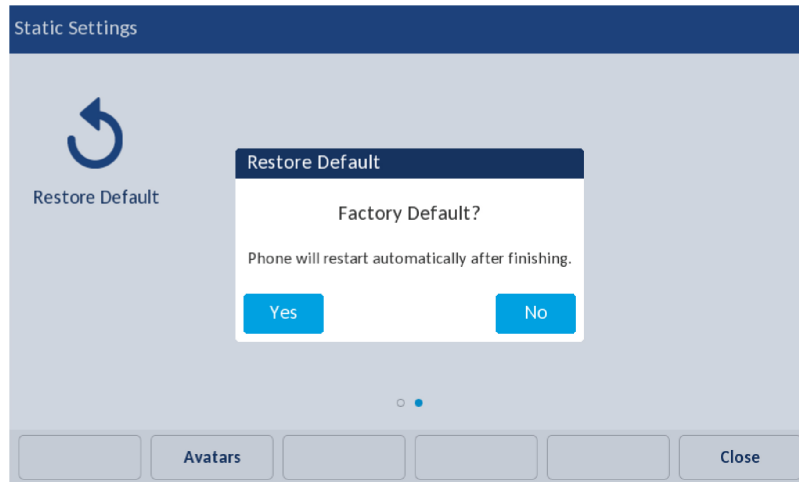 Static Settings
Restore Default
Restore Default
Factory Default?
Phone will restart automatically after finishing.
Yes No
Avatars Close